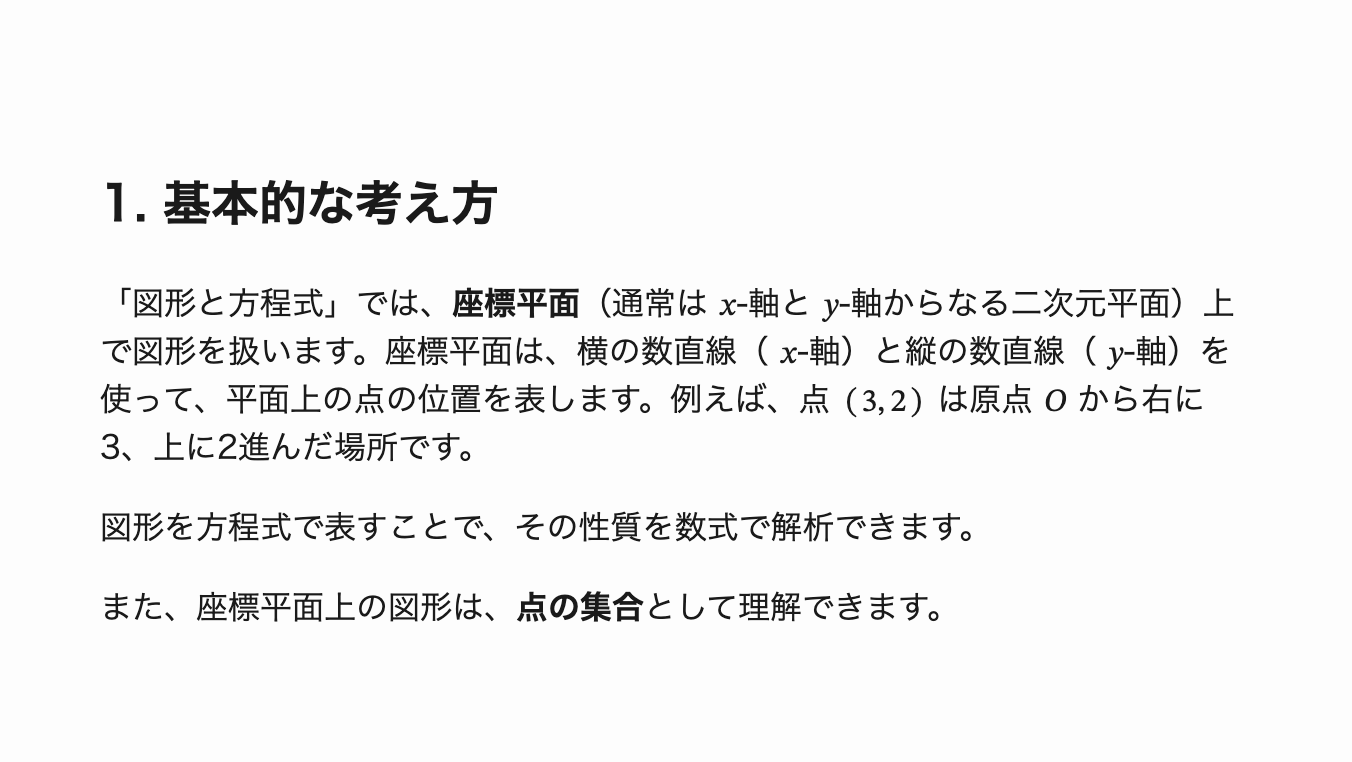 1. 基本的な考え方
「図形と方程式」では、座標平面（通常は x-軸と y-軸からなる二次元平面）上
で図形を扱います。座標平面は、横の数直線（ x-軸）と縦の数直線（ y-軸）を
使って、平面上の点の位置を表します。例えば、点 (3, 2) は原点 O から右に
3、上に2進んだ場所です。
図形を方程式で表すことで、その性質を数式で解析できます。
また、座標平面上の図形は、点の集合として理解できます。